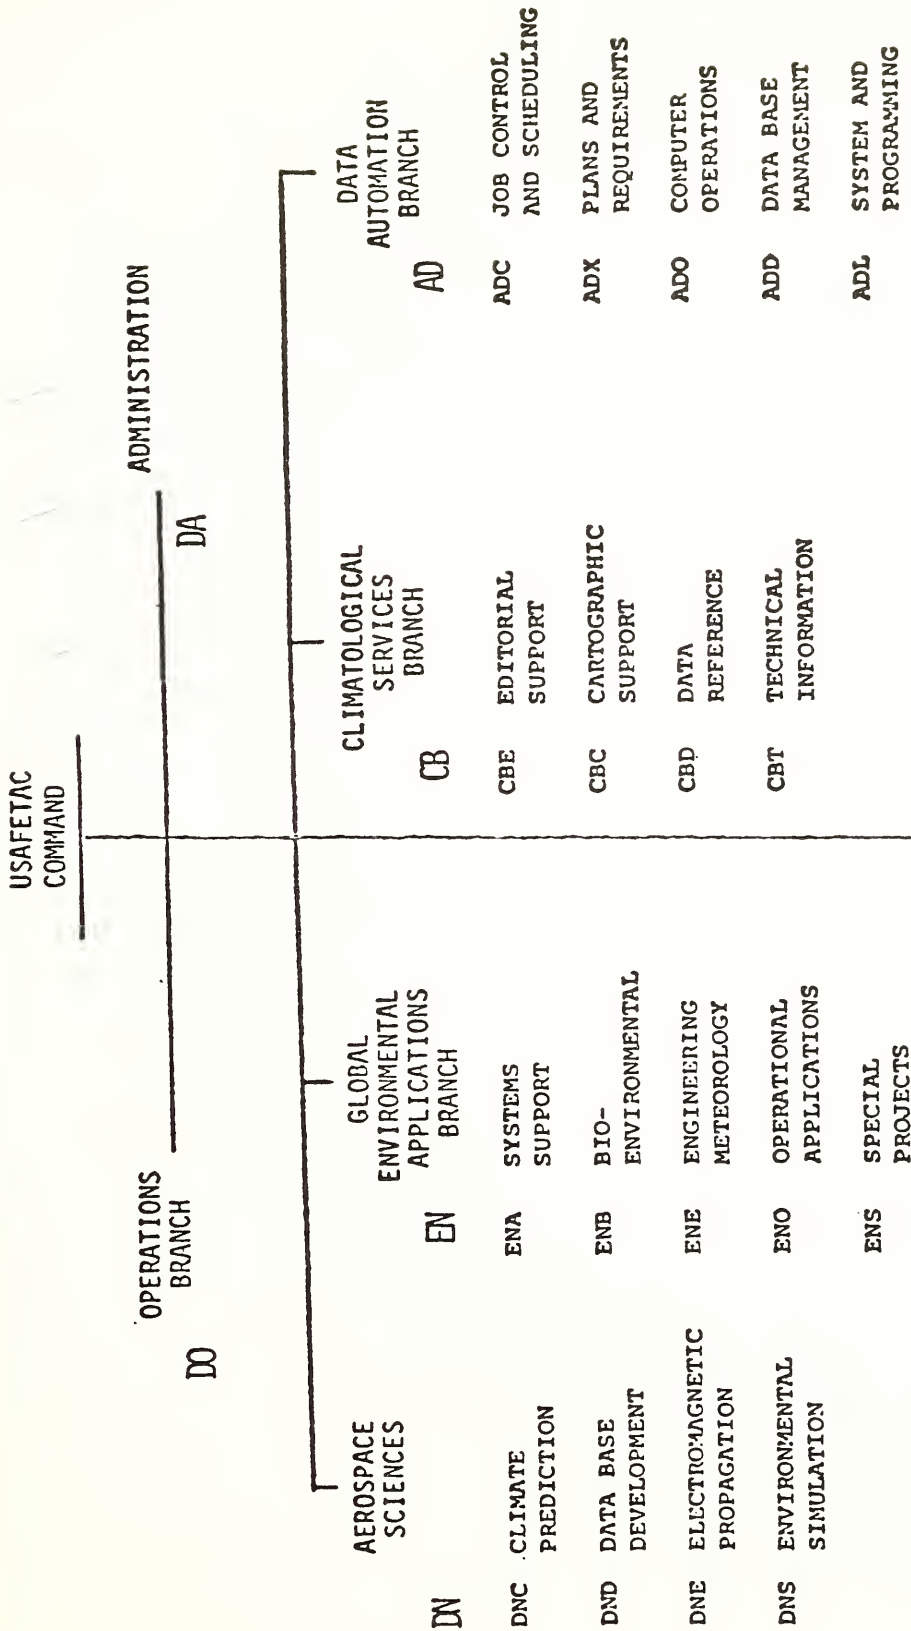 USAFETAC
COMMAND
OPERATIONS
BRANCH
DO
ADMINISTRATION
DA
AEROSPACE
SCIENCES
DN
DNC CLIMATE
PREDICTION
DND DATA BASE
DEVELOPMENT
DNE ELECTROMAGNETIC
PROPAGATION
DNS ENVIRONMENTAL
SIMULATION
GLOBAL
ENVIRONMENTAL
APPLICATIONS
BRANCH
EN
ENA SYSTEMS
SUPPORT
ENB BIO-
ENVIRONMENTAL
ENE ENGINEERING
METEOROLOGY
ENO OPERATIONAL
APPLICATIONS
ENS SPECIAL
PROJECTS
CLIMATOLOGICAL
SERVICES
BRANCH
CB
CBE EDITORIAL
SUPPORT
CBC CARTOGRAPHIC
SUPPORT
CBD DATA
REFERENCE
CBT TECHNICAL
INFORMATION
DATA
AUTOMATION
BRANCH
AD
ADC JOB CONTROL
AND SCHEDULING
ADX PLANS AND
REQUIREMENTS
ADO COMPUTER
OPERATIONS
ADD DATA BASE
MANAGEMENT
ADL SYSTEM AND
PROGRAMMING